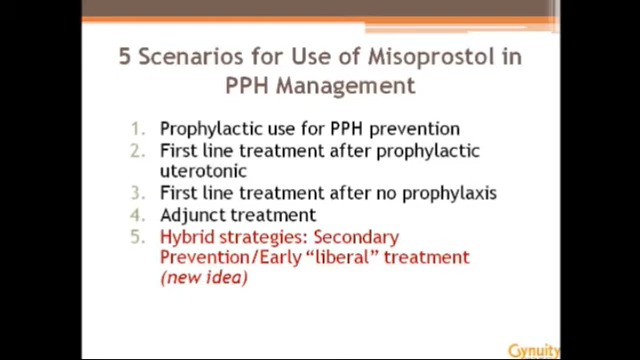 5 Scenarios for Use of Misoprostol in
PPH Management
1. Prophylactic use for PPH prevention
2. First line treatment after prophylactic
uterotonic
3. First line treatment after no prophylaxis
4. Adjunct treatment
5. Hybrid strategies: Secondary
Prevention/Early “liberal” treatment
(new idea)
Gynuity